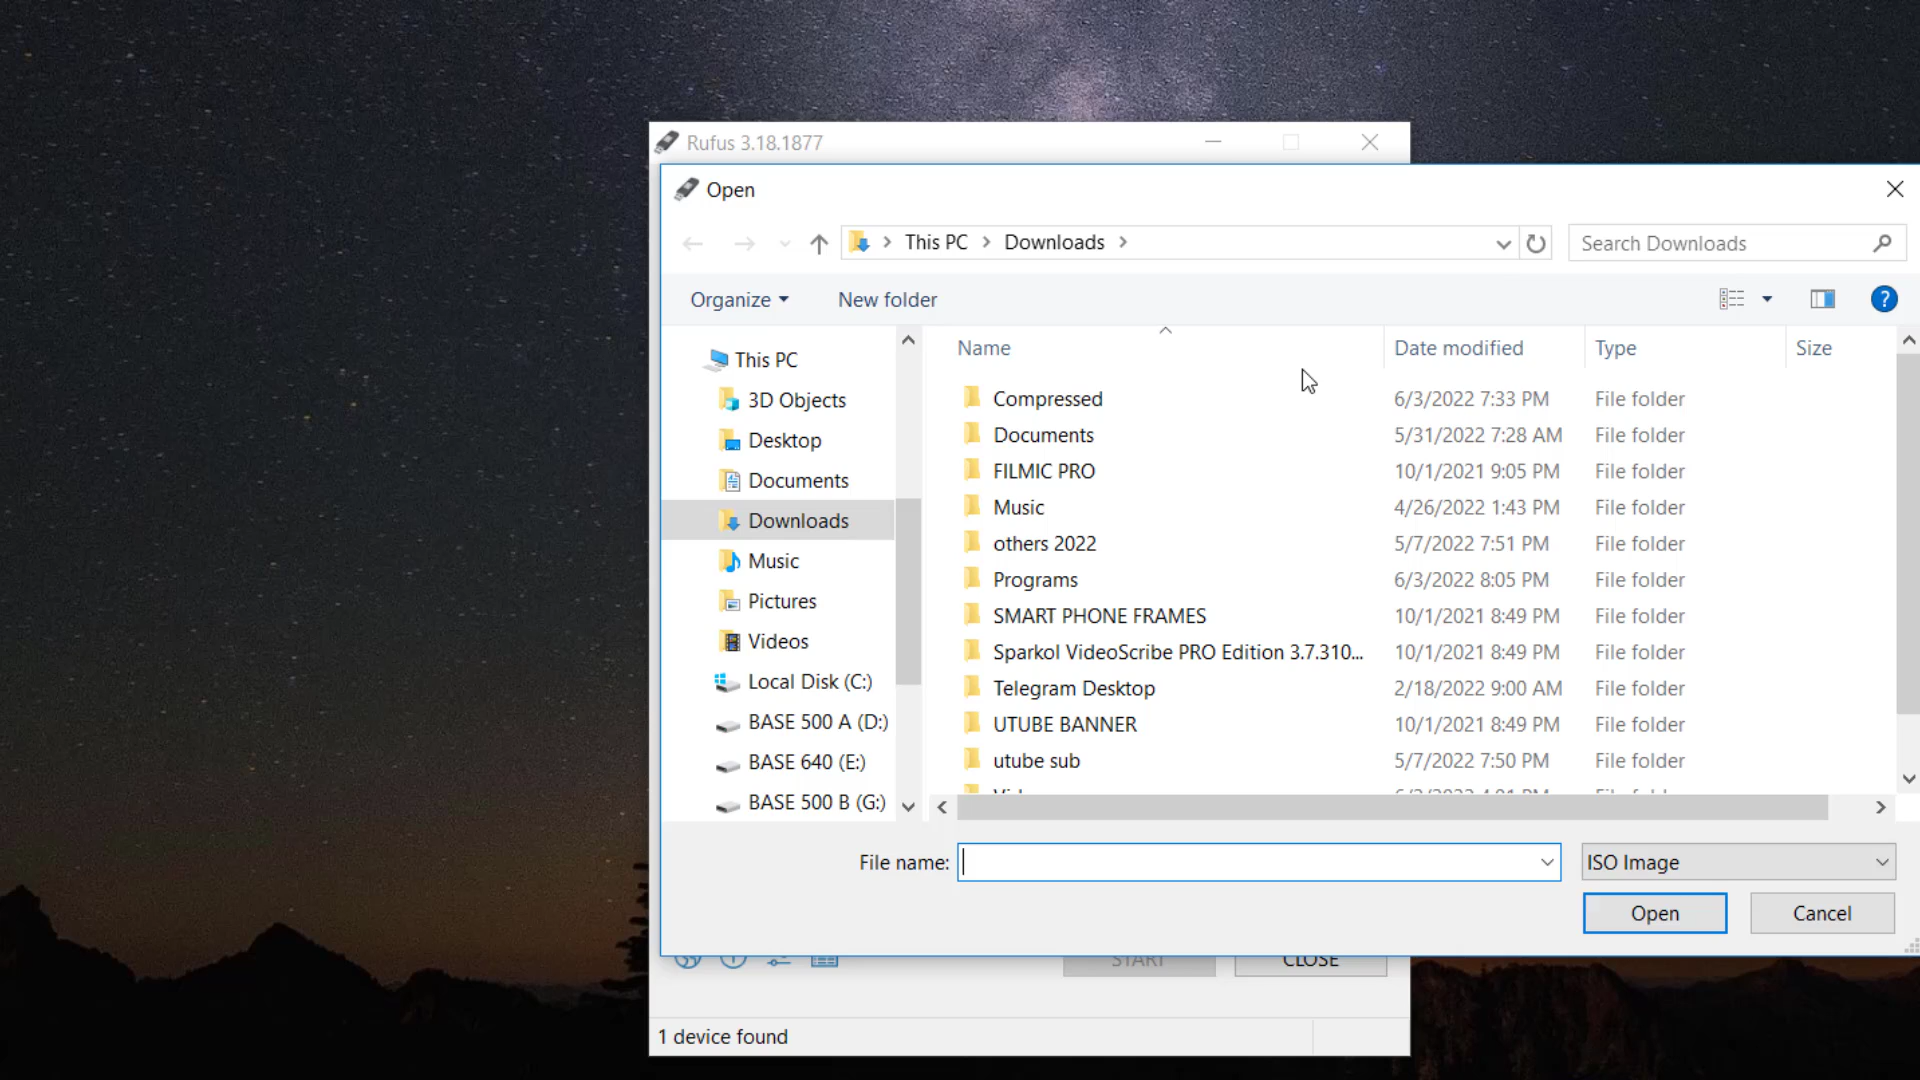 Rufus 3.18.1877
Open
This PC Downloads
Search Downloads
Organize New folder
Name Date modified Type Size
This PC
3D Objects
Desktop
Documents
Downloads
Music
Pictures
Videos
Local Disk (C:)
BASE 500 A (D:)
BASE 640 (E:)
BASE 500 B (G:)
Compressed 6/3/2022 7:33 PM File folder
Documents 5/31/2022 7:28 AM File folder
FILMIC PRO 10/1/2021 9:05 PM File folder
Music 4/26/2022 1:43 PM File folder
others 2022 5/7/2022 7:51 PM File folder
Programs 6/3/2022 8:05 PM File folder
SMART PHONE FRAMES 10/1/2021 8:49 PM File folder
Sparkol VideoScribe PRO Edition 3.7.310... 10/1/2021 8:49 PM File folder
Telegram Desktop 2/18/2022 9:00 AM File folder
UTUBE BANNER 10/1/2021 8:49 PM File folder
utube sub 5/7/2022 7:50 PM File folder
File name: ISO Image
Open Cancel
START CLOSE
1 device found